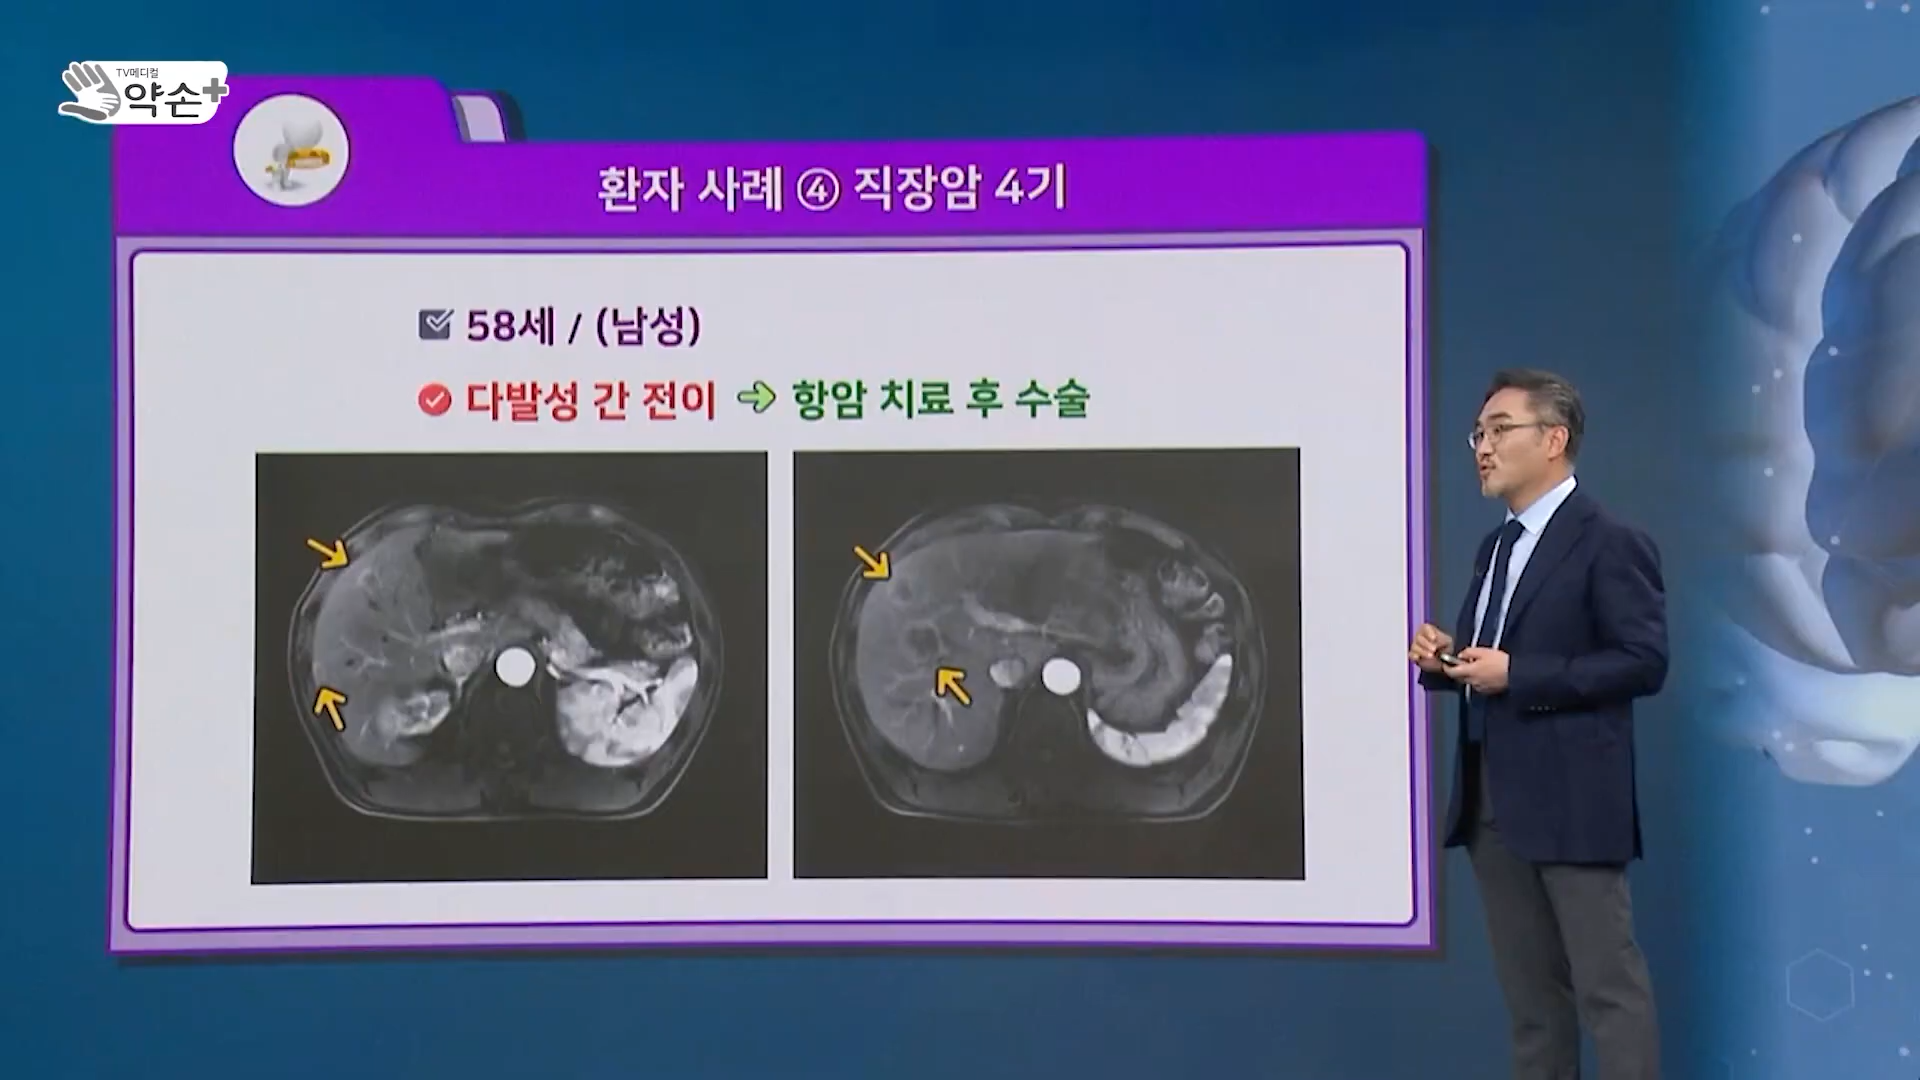 TV메디컬
약손+
환자 사례 ④ 직장암 4기
58세 / (남성)
다발성 간 전이 → 항암 치료 후 수술